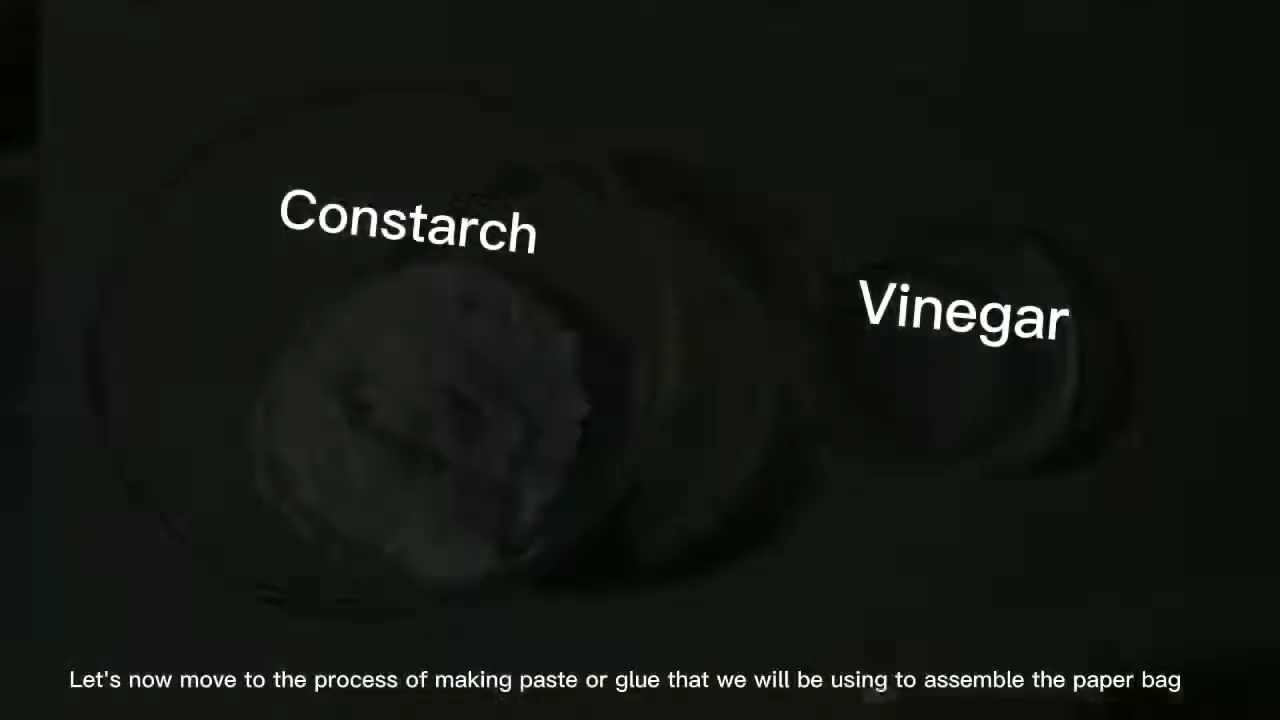 Constarch
Vinegar
Let's now move to the process of making paste or glue that we will be using to assemble the paper bag